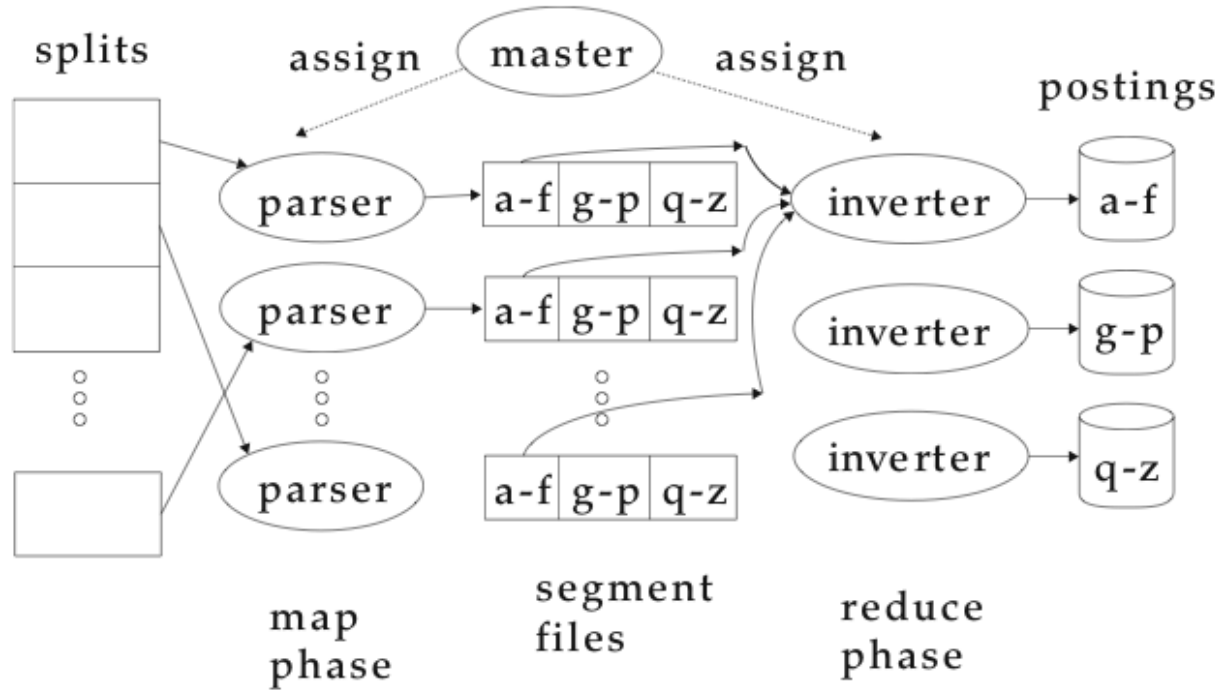 splits
assign
master
assign
postings
parser
a-f g-p q-z
inverter
a-f
parser
a-f g-p q-z
inverter
g-p
parser
a-f g-p q-z
inverter
q-z
map
phase
segment
files
reduce
phase